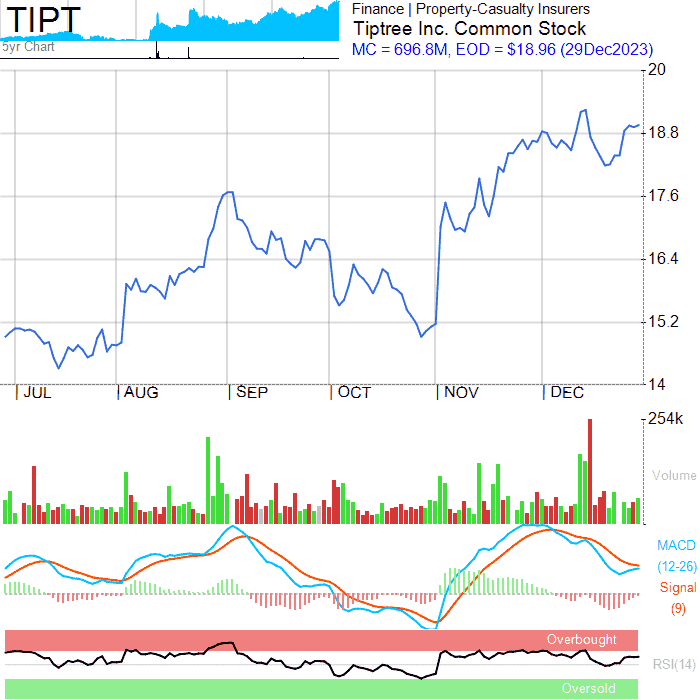 TIPT
5yr Chart
Finance | Property-Casualty Insurers
Tiptree Inc. Common Stock
MC = 696.8M, EOD = $18.96 (29Dec2023)
20
18.8
17.6
16.4
15.2
14
JUL AUG SEP OCT NOV DEC
254k
Volume
MACD
(12-26)
Signal
(9)
Overbought
RSI(14)
Oversold